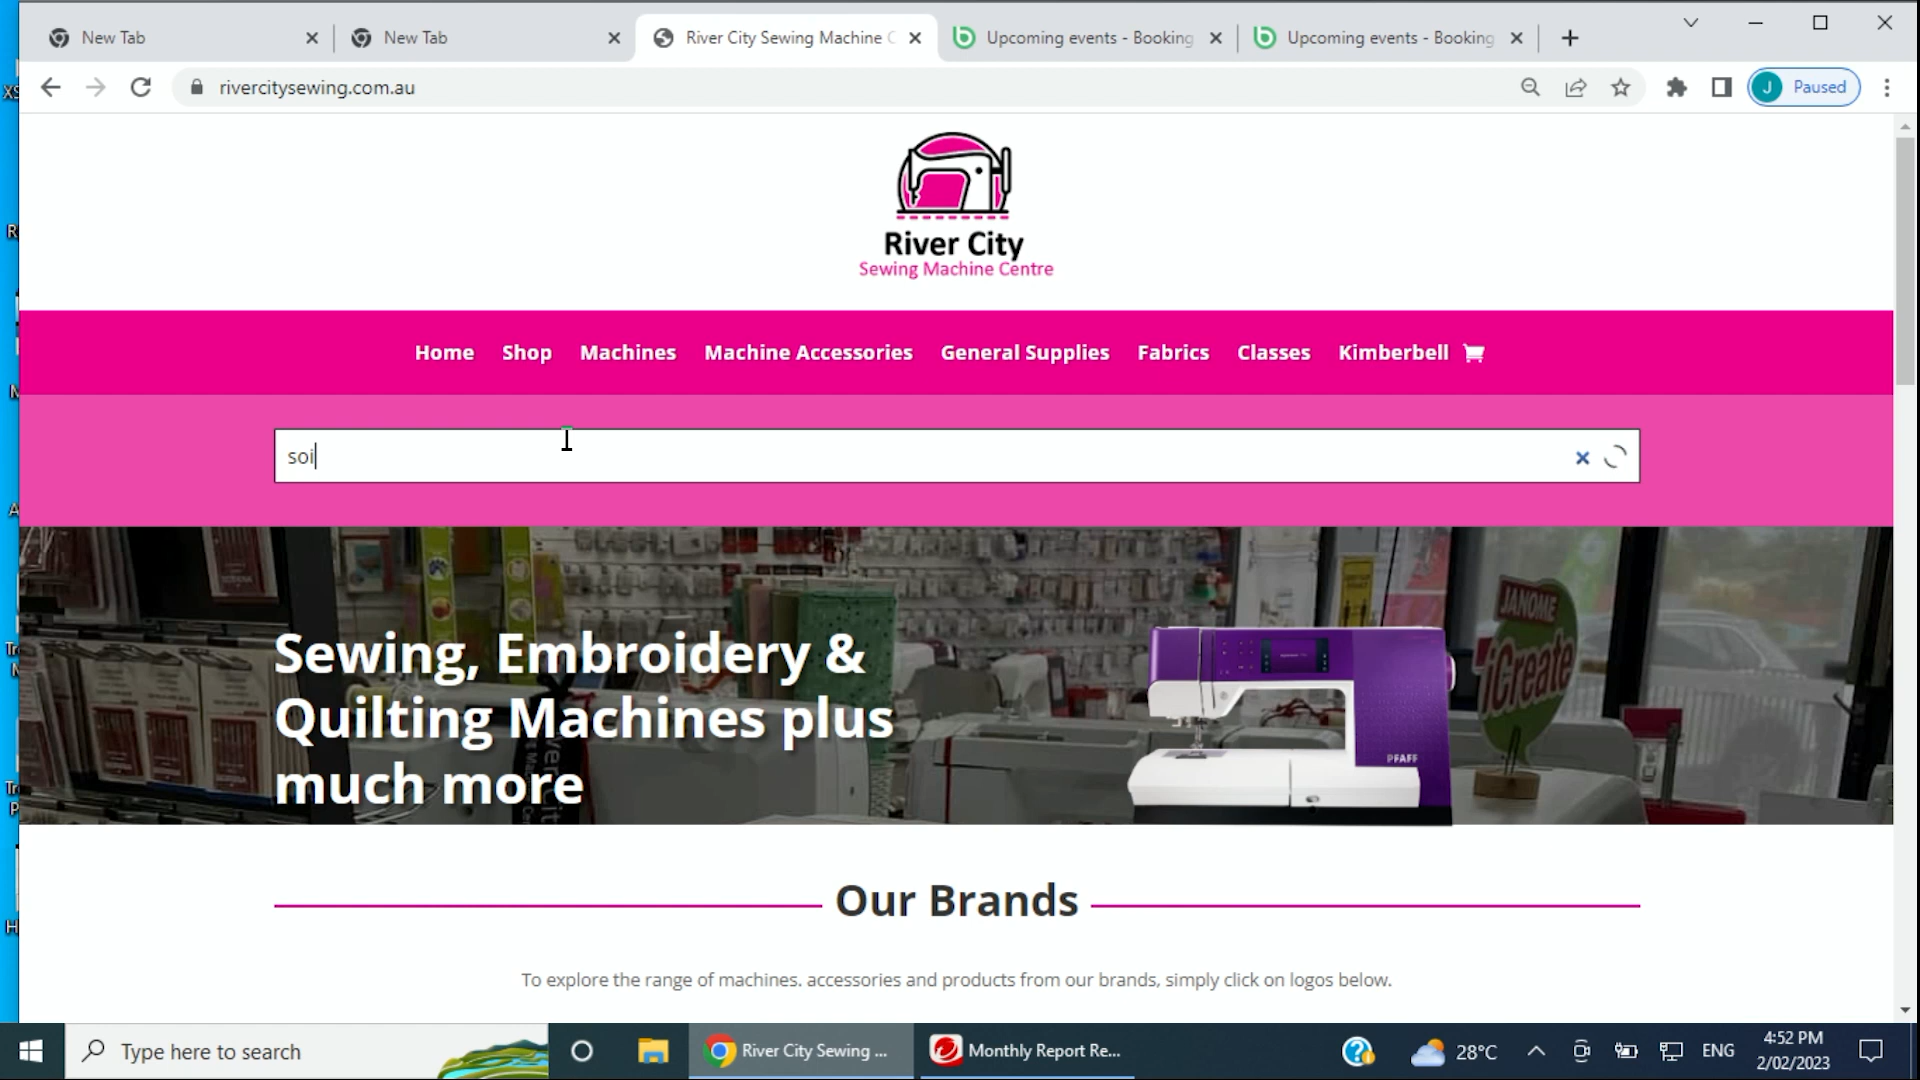 New Tab
New Tab
River City Sewing Machine C
Upcoming events - Booking
Upcoming events - Booking
rivercitysewing.com.au
J Paused
River City
Sewing Machine Centre
Home Shop Machines Machine Accessories General Supplies Fabrics Classes Kimberbell
soi
Sewing, Embroidery &
Quilting Machines plus
much more
PFAFF
JANOME
iCreate
Our Brands
To explore the range of machines. accessories and products from our brands, simply click on logos below.
Type here to search
River City Sewing ...
Monthly Report Re...
28°C
ENG
4:52 PM
2/02/2023